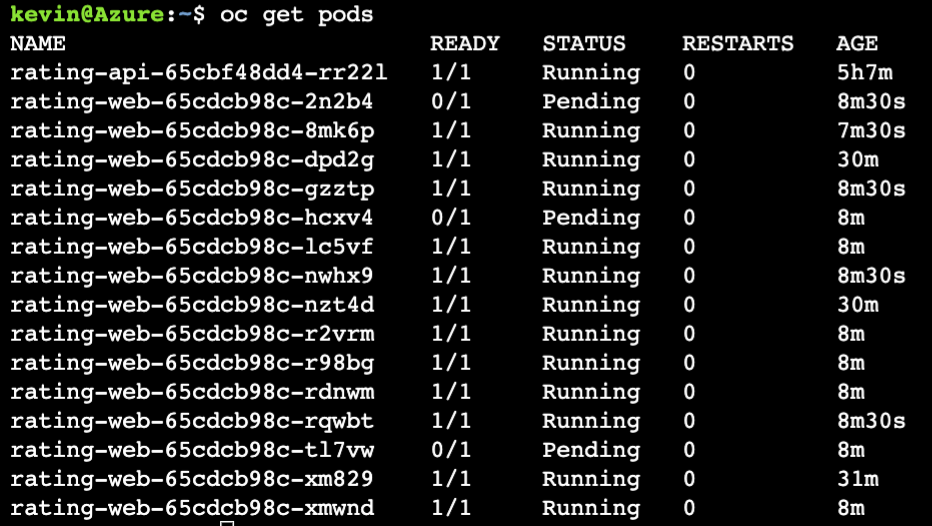 kevin@Azure:~$ oc get pods
NAME READY STATUS RESTARTS AGE
rating-api-65cbf48dd4-rr22l 1/1 Running 0 5h7m
rating-web-65cdcb98c-2n2b4 0/1 Pending 0 8m30s
rating-web-65cdcb98c-8mk6p 1/1 Running 0 7m30s
rating-web-65cdcb98c-dpd2g 1/1 Running 0 30m
rating-web-65cdcb98c-gzztp 1/1 Running 0 8m30s
rating-web-65cdcb98c-hcxv4 0/1 Pending 0 8m
rating-web-65cdcb98c-lc5vf 1/1 Running 0 8m
rating-web-65cdcb98c-nwhx9 1/1 Running 0 8m30s
rating-web-65cdcb98c-nzt4d 1/1 Running 0 30m
rating-web-65cdcb98c-r2vrm 1/1 Running 0 8m
rating-web-65cdcb98c-r98bg 1/1 Running 0 8m
rating-web-65cdcb98c-rdnwm 1/1 Running 0 8m
rating-web-65cdcb98c-rqwbt 1/1 Running 0 8m30s
rating-web-65cdcb98c-tl7vw 0/1 Pending 0 8m
rating-web-65cdcb98c-xm829 1/1 Running 0 31m
rating-web-65cdcb98c-xmwnd 1/1 Running 0 8m